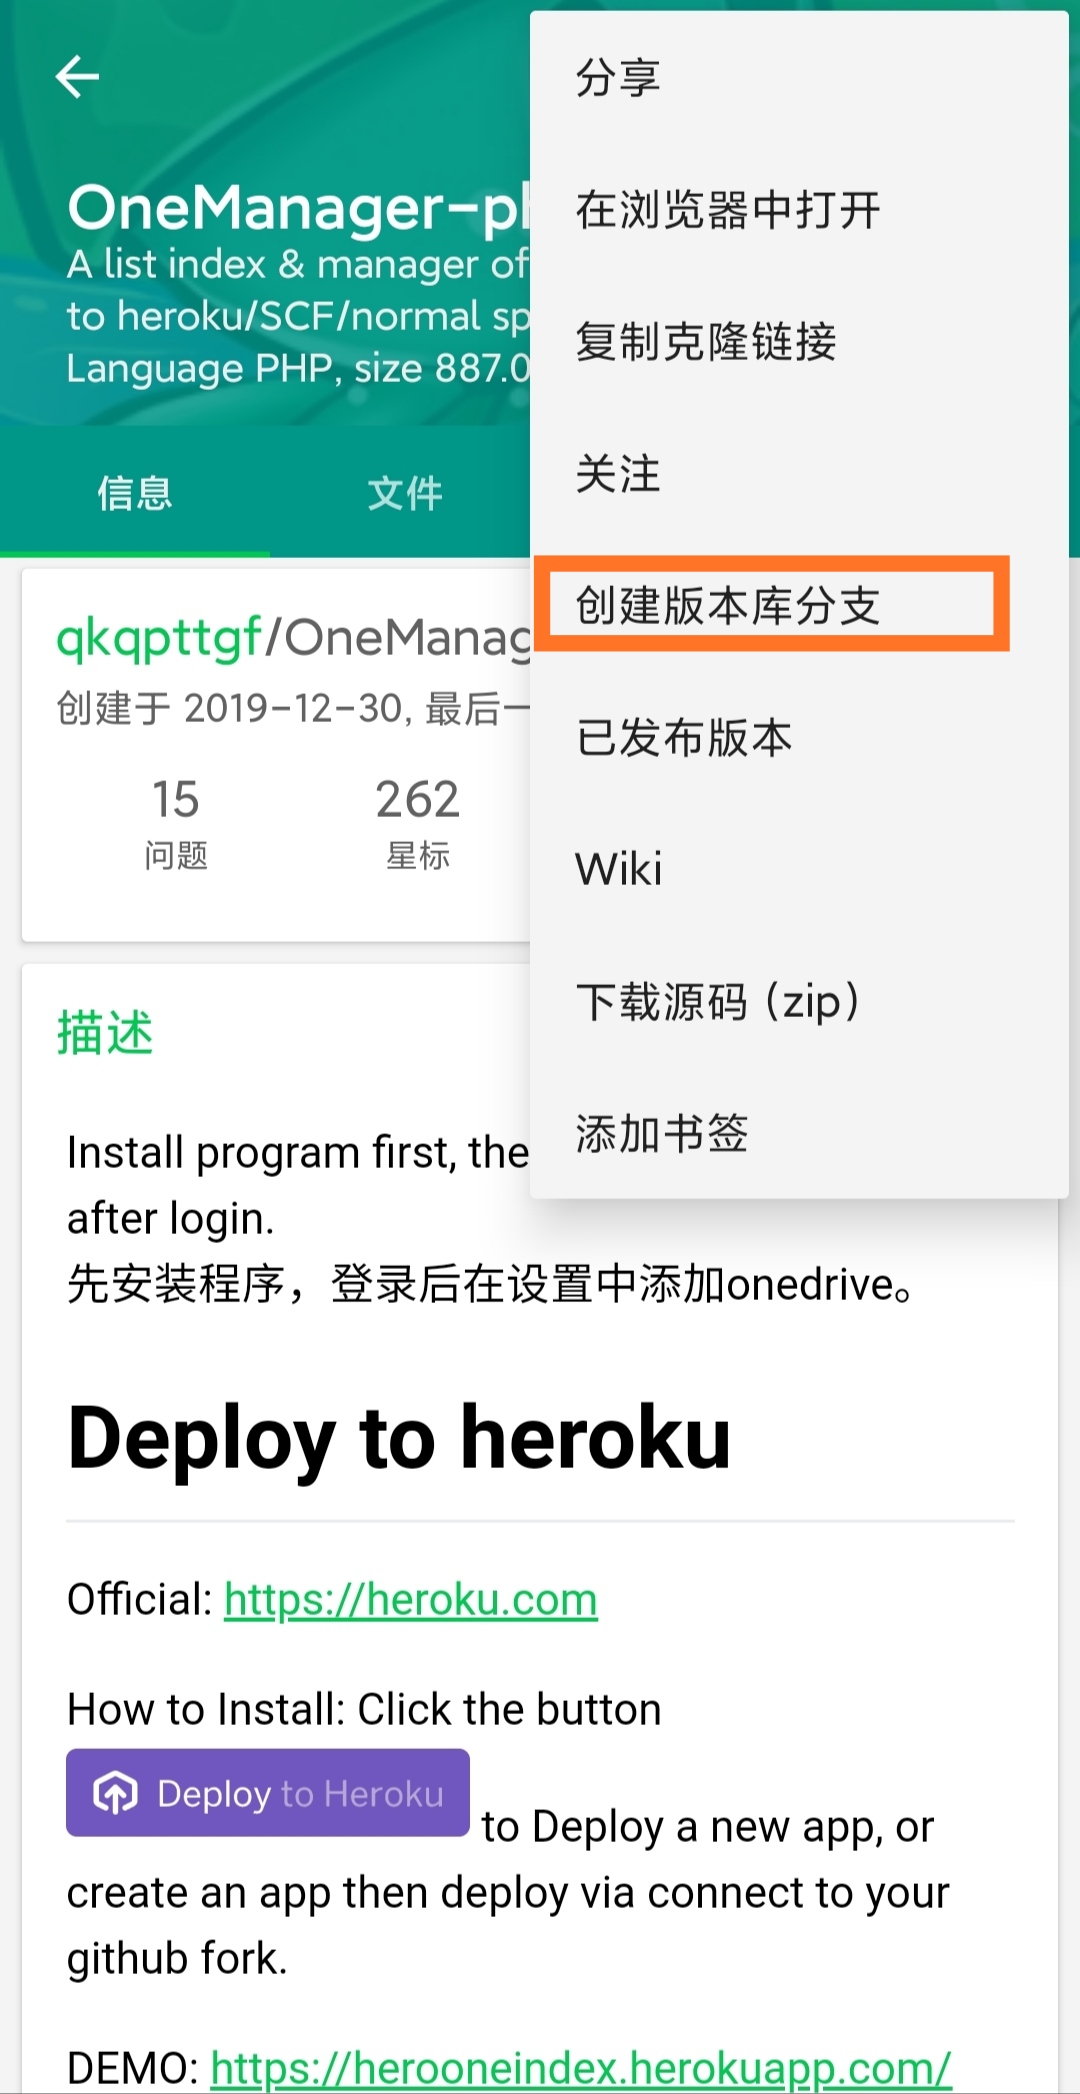 OneManager-p
A list index & manager of
to heroku/SCF/normal sp
Language PHP, size 887.0
信息
文件
分享
在浏览器中打开
复制克隆链接
关注
创建版本库分支
已发布版本
Wiki
下载源码 (zip)
添加书签
qkqpttgf/OneManag
创建于 2019-12-30, 最后一
15
问题
262
星标
描述
Install program first, the
after login.
先安装程序，登录后在设置中添加onedrive。
Deploy to heroku
Official: https://heroku.com
How to Install: Click the button
Deploy to Heroku to Deploy a new app, or
create an app then deploy via connect to your
github fork.
DEMO: https://herooneindex.herokuapp.com/